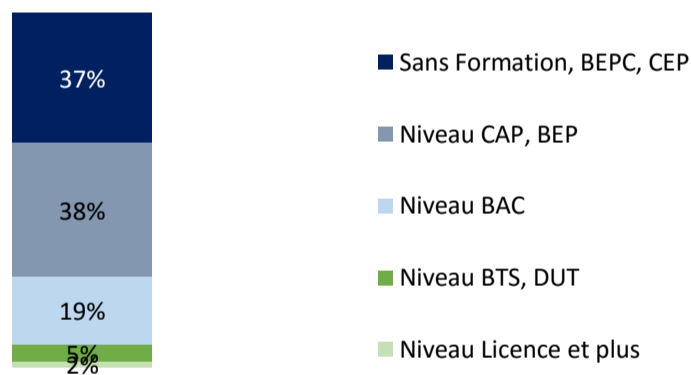 37%
38%
19%
5%
2%
Sans Formation, BEPC, CEP
Niveau CAP, BEP
Niveau BAC
Niveau BTS, DUT
Niveau Licence et plus